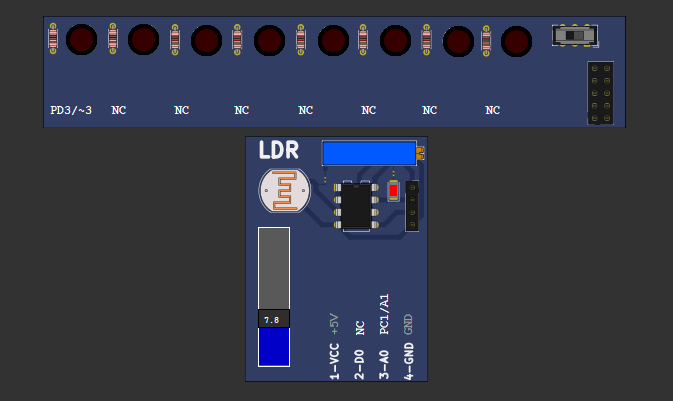 PD3/~3 NC NC NC NC NC NC NC
LDR
7.8
1-VCC +5V
2-D0 NC
3-A0 PC1/A1
4-GND GND